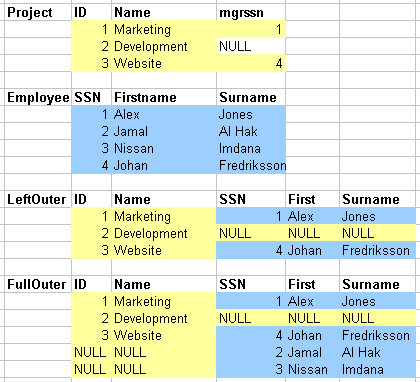 Project ID Name mgrssn
1 Marketing 1
2 Development NULL
3 Website 4
Employee SSN Firstname Surname
1 Alex Jones
2 Jamal Al Hak
3 Nissan Imdana
4 Johan Fredriksson
LeftOuter ID Name SSN First Surname
1 Marketing 1 Alex Jones
2 Development NULL NULL NULL
3 Website 4 Johan Fredriksson
FullOuter ID Name SSN First Surname
1 Marketing 1 Alex Jones
2 Development NULL NULL NULL
3 Website 4 Johan Fredriksson
NULL NULL 2 Jamal Al Hak
NULL NULL 3 Nissan Imdana